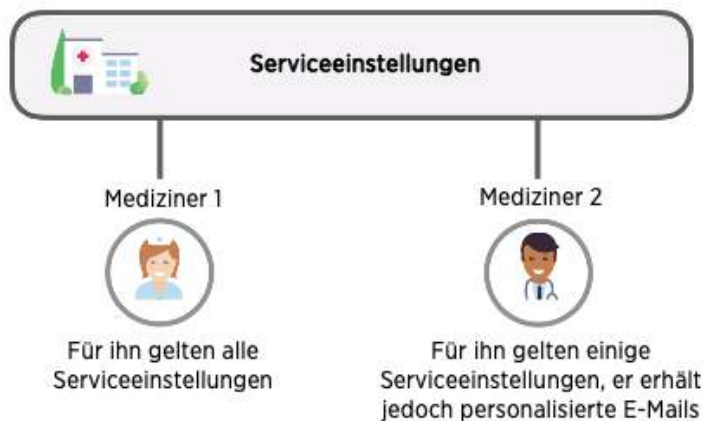 Serviceeinstellungen
Mediziner 1
Mediziner 2
Für ihn gelten alle
Serviceeinstellungen
Für ihn gelten einige
Serviceeinstellungen, er erhält
jedoch personalisierte E-Mails